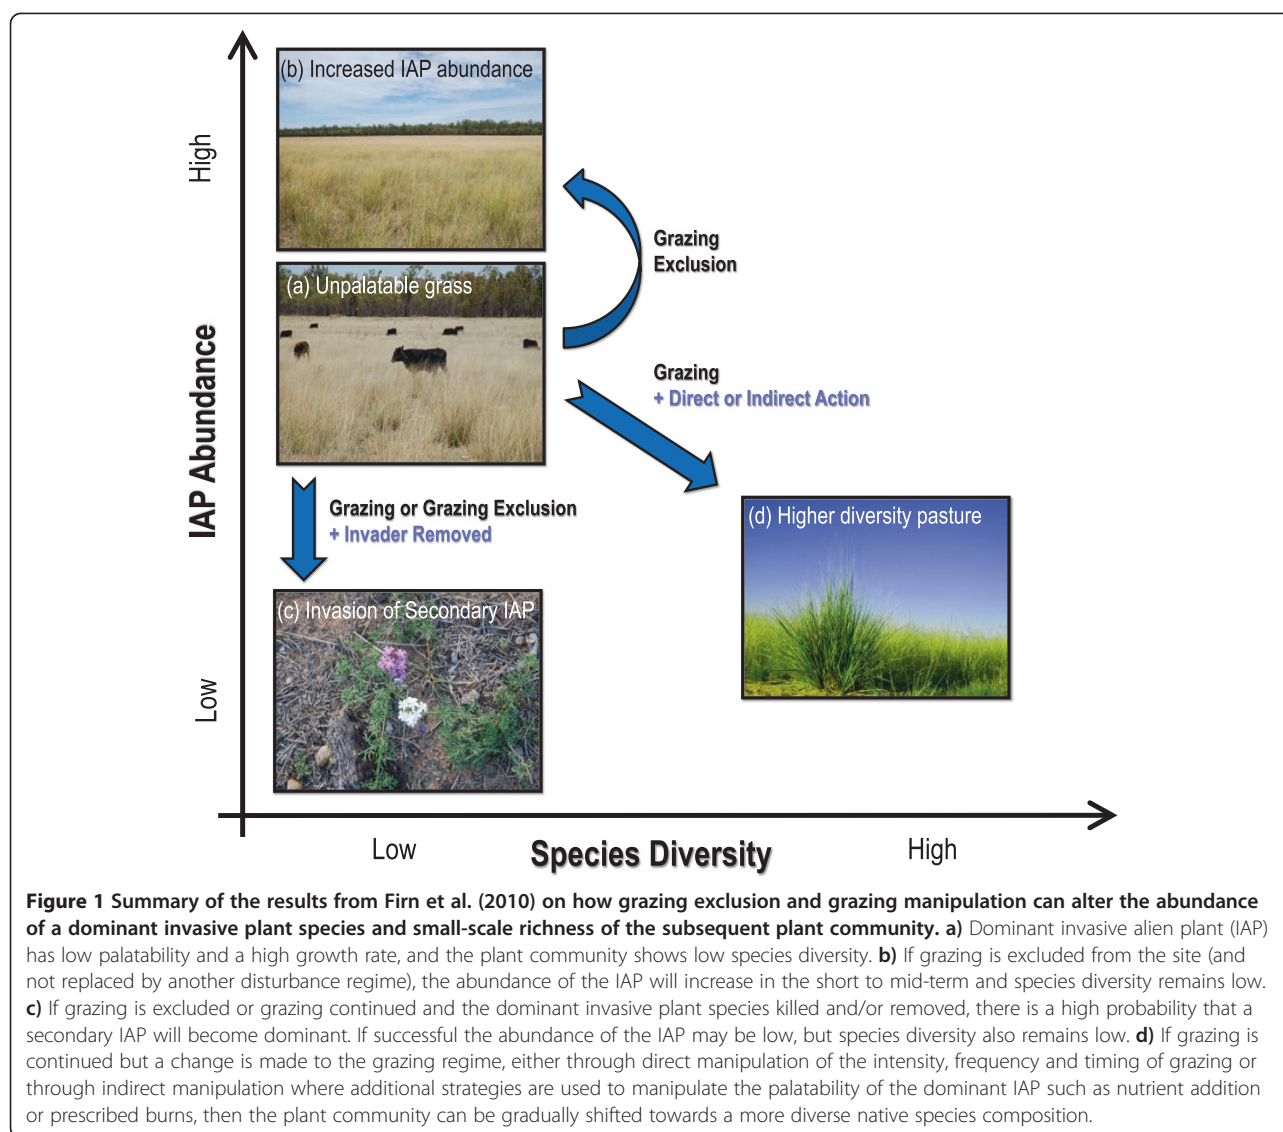 (b) Increased IAP abundance
High
(a) Unpalatable grass
Grazing
Exclusion
Grazing
+ Direct or Indirect Action
IAP Abundance
Grazing or Grazing Exclusion
+ Invader Removed
(d) Higher diversity pasture
(c) Invasion of Secondary IAP
Low
Low
Species Diversity
High
Figure 1 Summary of the results from Firn et al. (2010) on how grazing exclusion and grazing manipulation can alter the abundance
of a dominant invasive plant species and small-scale richness of the subsequent plant community. a) Dominant invasive alien plant (IAP)
has low palatability and a high growth rate, and the plant community shows low species diversity. b) If grazing is excluded from the site (and
not replaced by another disturbance regime), the abundance of the IAP will increase in the short to mid-term and species diversity remains low.
c) If grazing is excluded or grazing continued and the dominant invasive plant species killed and/or removed, there is a high probability that a
secondary IAP will become dominant. If successful the abundance of the IAP may be low, but species diversity also remains low. d) If grazing is
continued but a change is made to the grazing regime, either through direct manipulation of the intensity, frequency and timing of grazing or
through indirect manipulation where additional strategies are used to manipulate the palatability of the dominant IAP such as nutrient addition
or prescribed burns, then the plant community can be gradually shifted towards a more diverse native species composition.